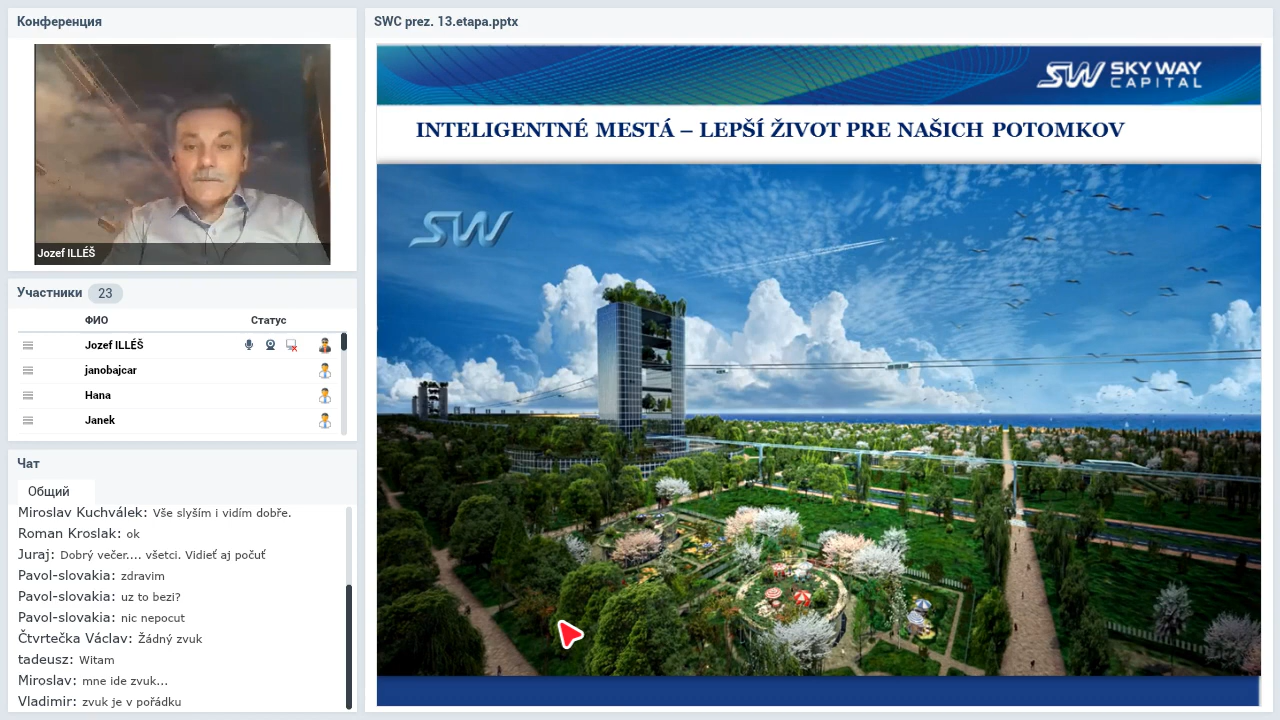 Конференция
Jozef ILLÉŠ
Участники 23
ФИО Статус
Jozef ILLÉŠ
janobajcar
Hana
Janek
Чат
Общий
Miroslav Kuchválek: Vše slyším i vidím dobře.
Roman Kroslak: ok
Juraj: Dobrý večer.... všetci. Vidieť aj počuť
Pavol-slovakia: zdravim
Pavol-slovakia: uz to bezi?
Pavol-slovakia: nic nepocut
Čtvrtečka Václav: Žádný zvuk
tadeusz: Witam
Miroslav: mne ide zvuk...
Vladimir: zvuk je v pořádku
SWC prez. 13.etapa.pptx
SW SKY WAY
CAPITAL
INTELIGENTNÉ MESTÁ – LEPŠÍ ŽIVOT PRE NAŠICH POTOMKOV
SW